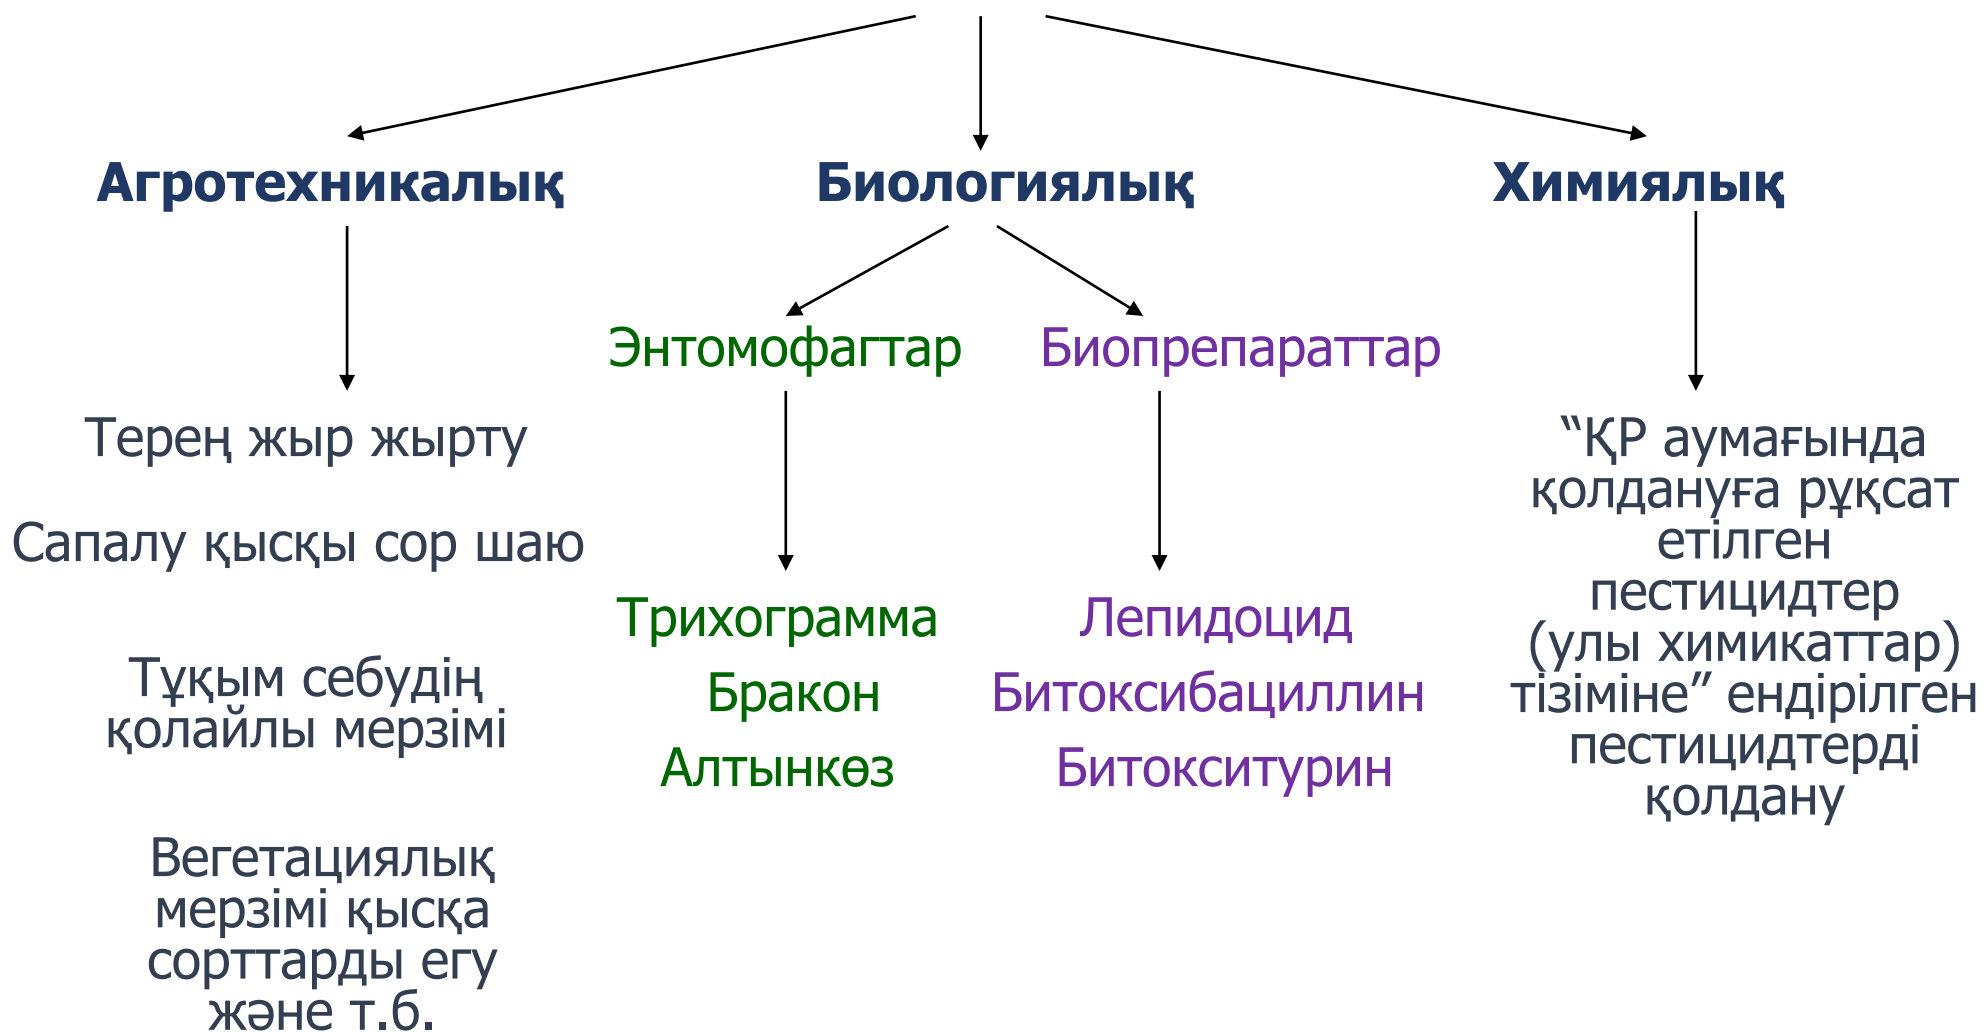 Агротехникалық
Биологиялық
Химиялық
Энтомофагтар
Биопрепараттар
Терең жыр жырту
Сапалу қысқы сор шаю
Тұқым себудің
қолайлы мерзімі
Вегетациялық
мерзімі қысқа
сорттарды егу
және т.б.
Трихограмма
Бракон
Алтынкөз
Лепидоцид
Битоксибациллин
Битокситурин
“ҚР аумағында
қолдануға рұқсат
етілген
пестицидтер
(улы химикаттар)
тізіміне” ендірілген
пестицидтерді
қолдану